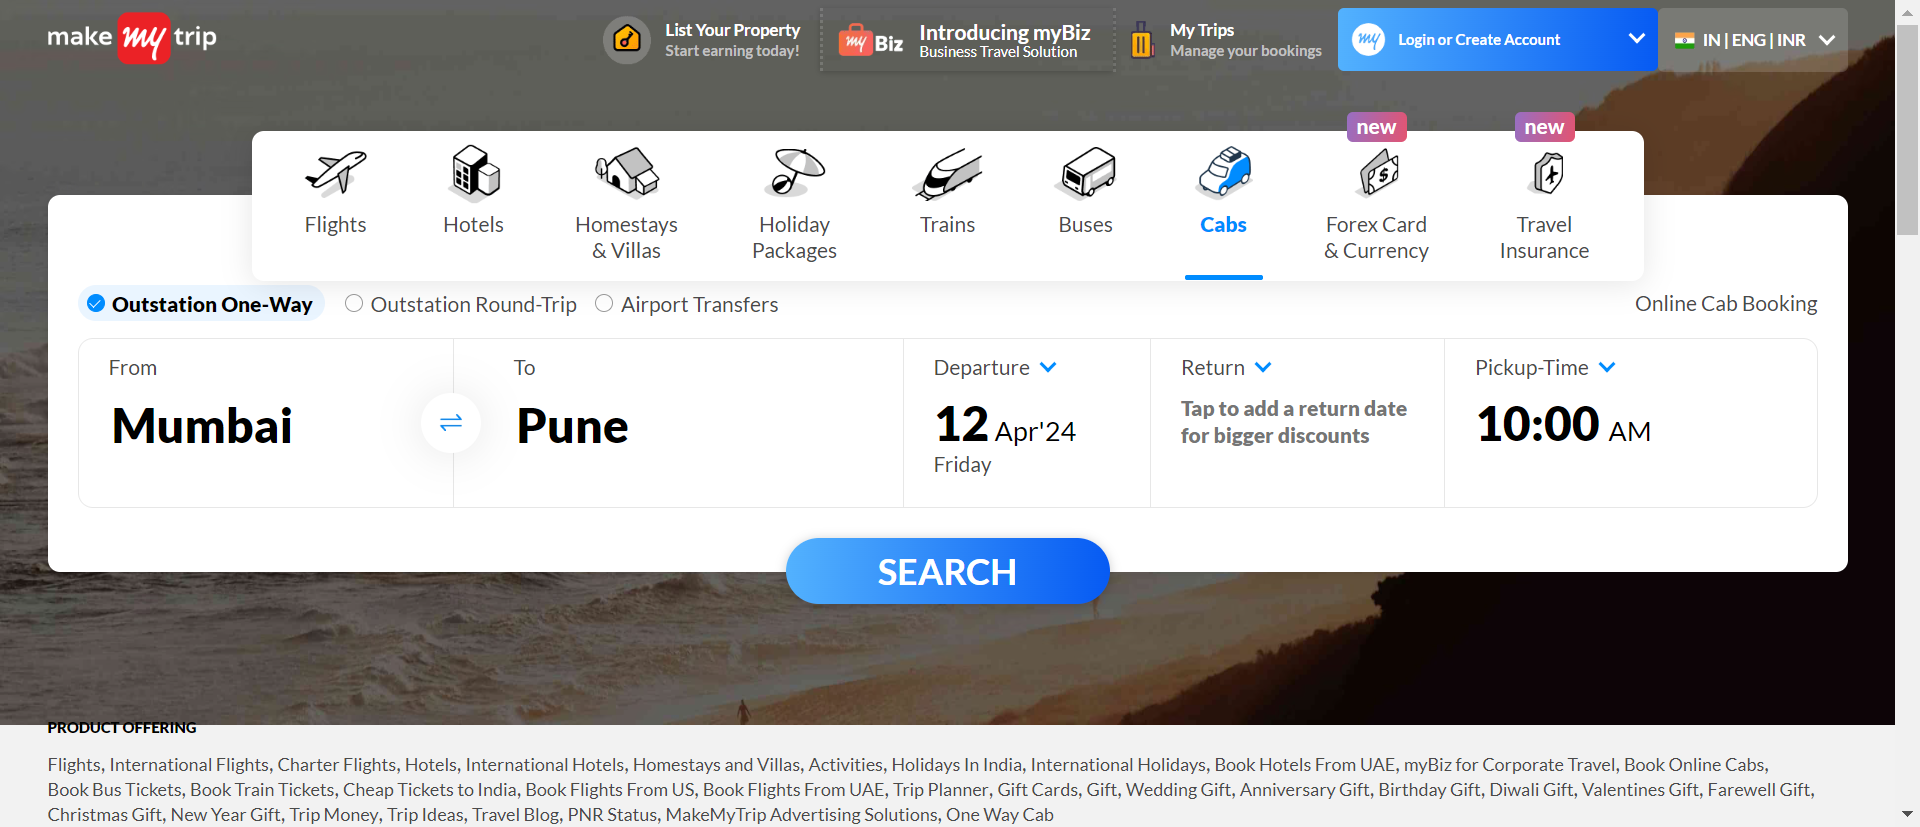 make my trip
List Your Property
Start earning today!
my Biz
Introducing myBiz
Business Travel Solution
My Trips
Manage your bookings
my
Login or Create Account
IN | ENG | INR
new
new
Flights
Hotels
Homestays
& Villas
Holiday
Packages
Trains
Buses
Cabs
Forex Card
& Currency
Travel
Insurance
Outstation One-Way
Outstation Round-Trip
Airport Transfers
Online Cab Booking
From
Mumbai
To
Pune
Departure
12 Apr'24
Friday
Return
Tap to add a return date
for bigger discounts
Pickup-Time
10:00 AM
SEARCH
PRODUCT OFFERING
Flights, International Flights, Charter Flights, Hotels, International Hotels, Homestays and Villas, Activities, Holidays In India, International Holidays, Book Hotels From UAE, myBiz for Corporate Travel, Book Online Cabs,
Book Bus Tickets, Book Train Tickets, Cheap Tickets to India, Book Flights From US, Book Flights From UAE, Trip Planner, Gift Cards, Gift, Wedding Gift, Anniversary Gift, Birthday Gift, Diwali Gift, Valentines Gift, Farewell Gift,
Christmas Gift, New Year Gift, Trip Money, Trip Ideas, Travel Blog, PNR Status, MakeMyTrip Advertising Solutions, One Way Cab